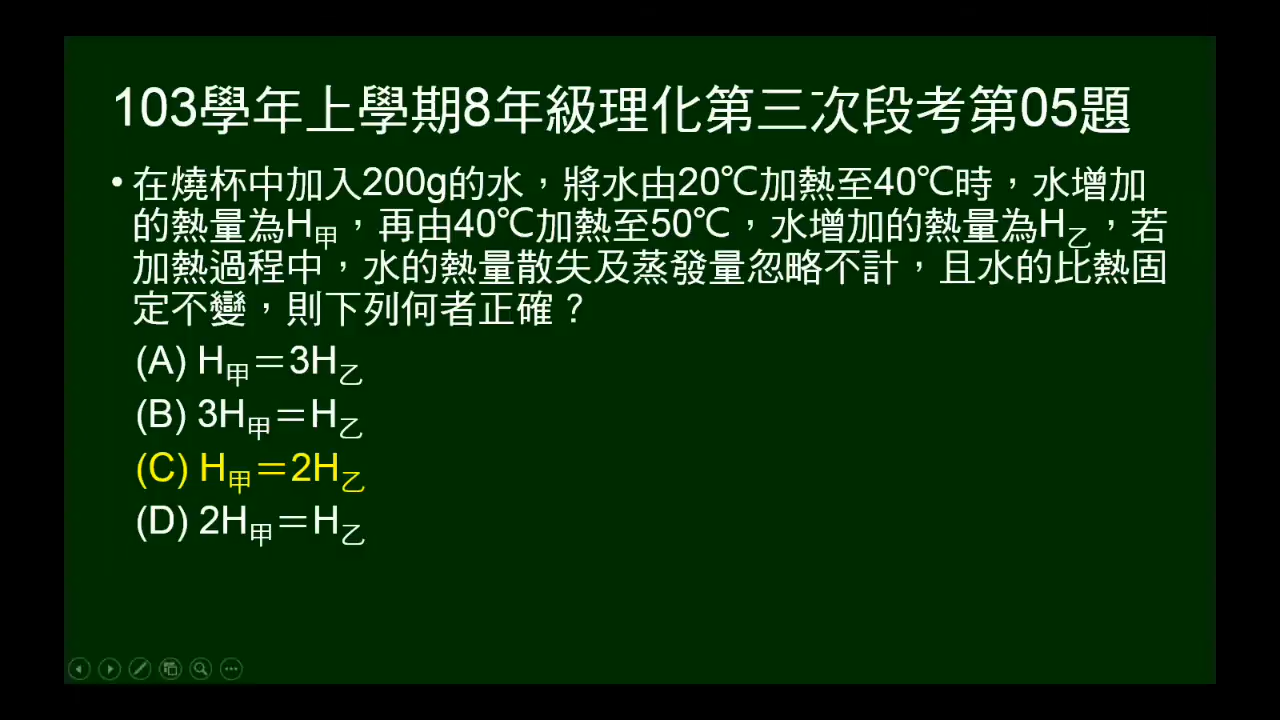 103學年上學期8年級理化第三次段考第05題
•在燒杯中加入200g的水，將水由20℃加熱至40℃時，水增加
的熱量為H甲，再由40℃加熱至50℃，水增加的熱量為H乙，若
加熱過程中，水的熱量散失及蒸發量忽略不計，且水的比熱固
定不變，則下列何者正確？
(A) H甲＝3H乙
(B) 3H甲＝H乙
(C) H甲＝2H乙
(D) 2H甲＝H乙